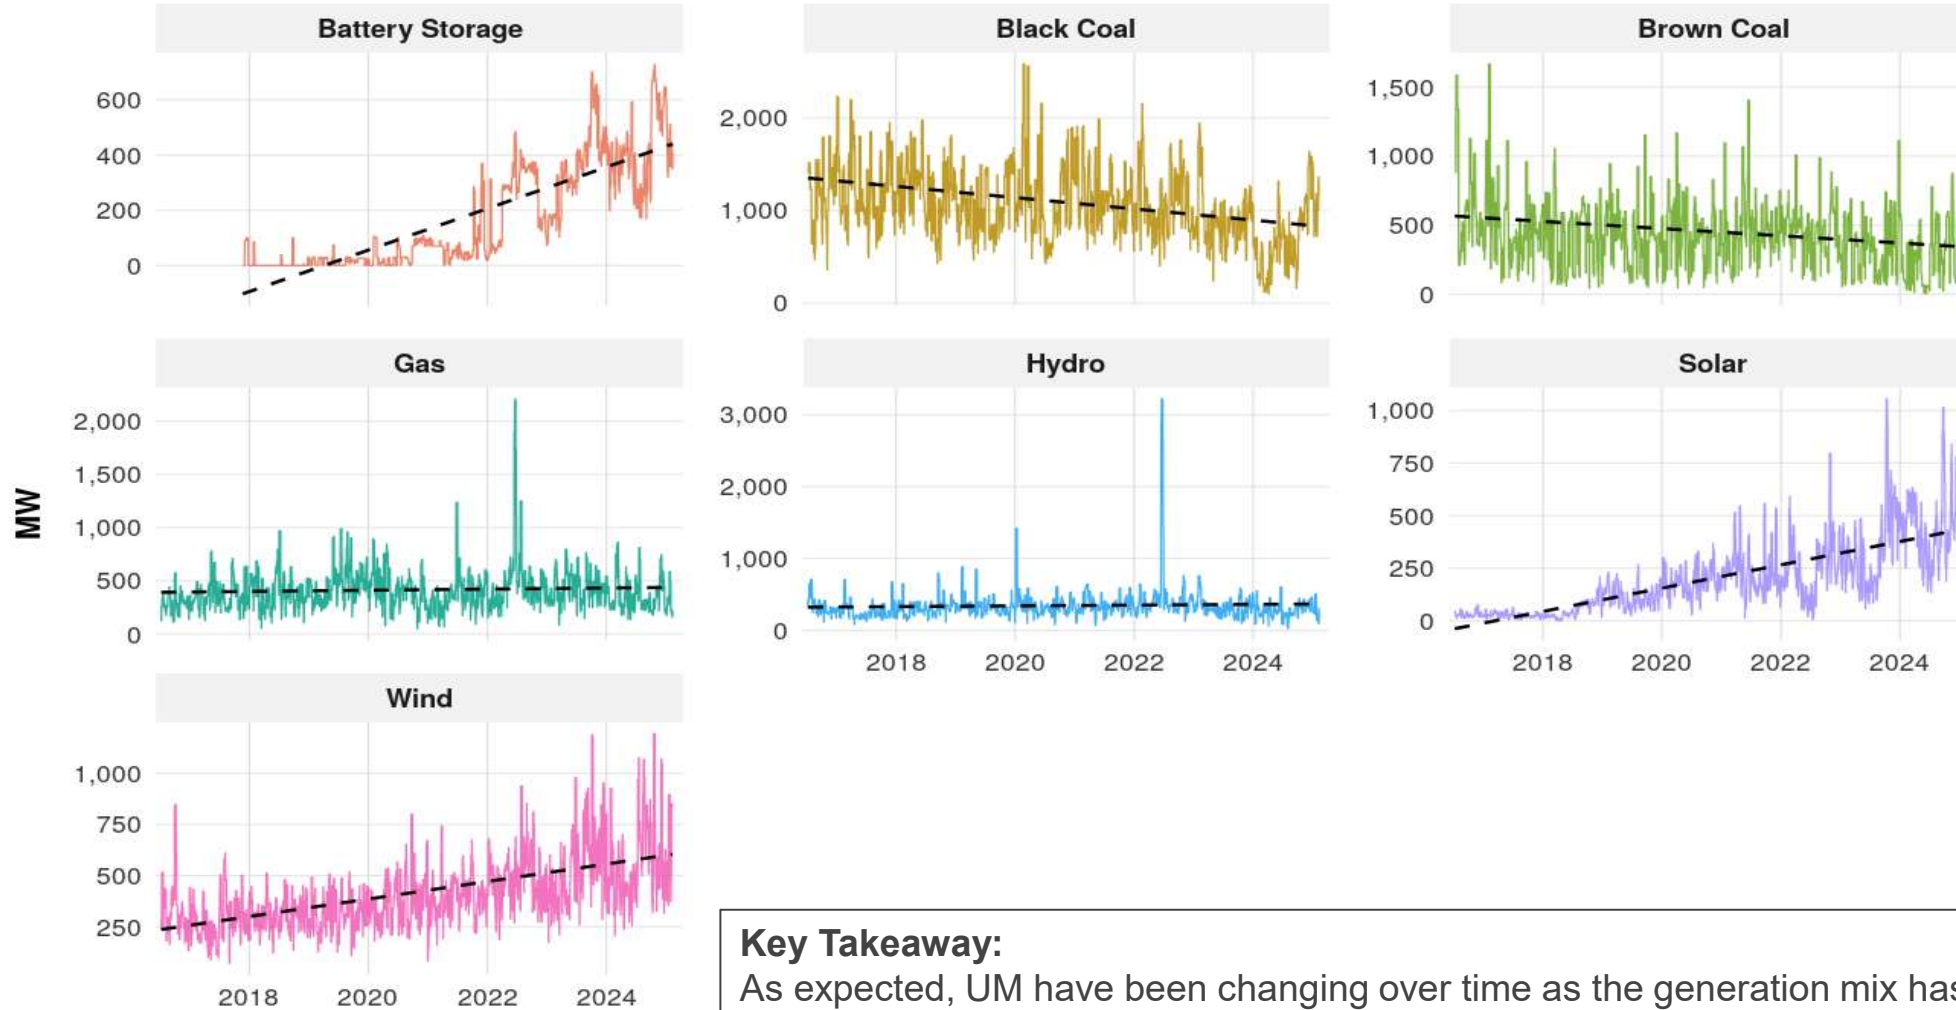 Battery Storage
600
400
200
0
Black Coal
2,000
1,000
0
Brown Coal
1,500
1,000
500
0
MW
Gas
2,000
1,500
1,000
500
0
Hydro
3,000
2,000
1,000
0
2018 2020 2022 2024
Solar
1,000
750
500
250
0
2018 2020 2022 2024
Wind
1,000
750
500
250
2018 2020 2022 2024
Key Takeaway:
As expected, UM have been changing over time as the generation mix has